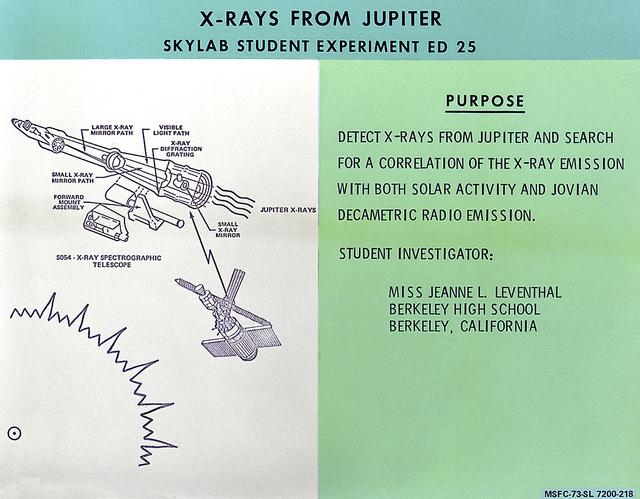 X-RAYS FROM JUPITER
SKYLAB STUDENT EXPERIMENT ED 25
LARGE X-RAY
MIRROR PATH
VISIBLE
LIGHT PATH
X-RAY
DIFFRACTION
GRATING
SMALL X-RAY
MIRROR PATH
FORWARD
MOUNT
ASSEMBLY
JUPITER X-RAYS
SMALL
X-RAY
MIRROR
S054 - X-RAY SPECTROGRAPHIC
TELESCOPE
PURPOSE
DETECT X-RAYS FROM JUPITER AND SEARCH
FOR A CORRELATION OF THE X-RAY EMISSION
WITH BOTH SOLAR ACTIVITY AND JOVIAN
DECAMETRIC RADIO EMISSION.
STUDENT INVESTIGATOR:
MISS JEANNE L. LEVENTHAL
BERKELEY HIGH SCHOOL
BERKELEY, CALIFORNIA
MSFC-73-SL 7200-218